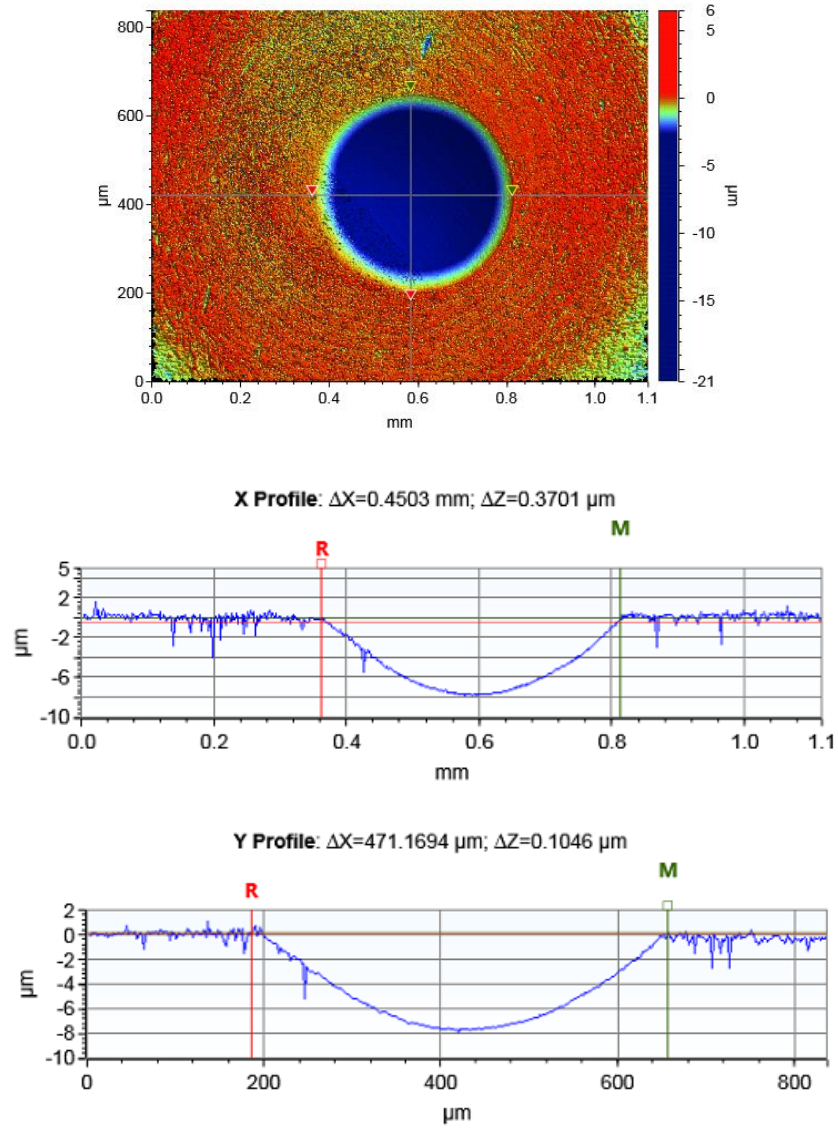 800
600
400
200
0
µm
0.0 0.2 0.4 0.6 0.8 1.0 1.1
mm
6
5
0
-5
-10
-15
-21
µm
X Profile: ΔX=0.4503 mm; ΔZ=0.3701 µm
R M
5
2
-2
-6
-10
µm
0.0 0.2 0.4 0.6 0.8 1.0 1.1
mm
Y Profile: ΔX=471.1694 µm; ΔZ=0.1046 µm
R M
2
0
-2
-4
-6
-8
-10
µm
0 200 400 600 800
µm